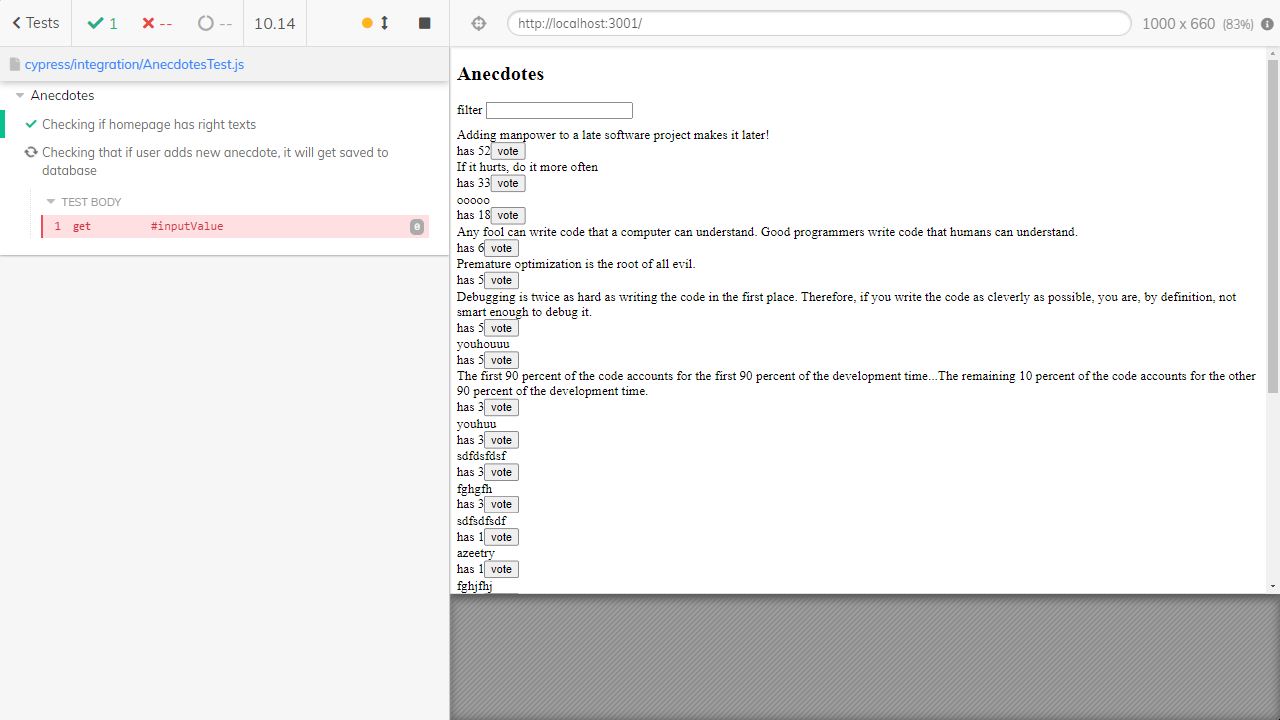 Tests
1
--
--
10.14
http://localhost:3001/
1000 x 660 (83%)
cypress/integration/AnecdotesTest.js
Anecdotes
Checking if homepage has right texts
Checking that if user adds new anecdote, it will get saved to
database
TEST BODY
1 get #inputValue 0
Anecdotes
filter
Adding manpower to a late software project makes it later!
has 52 vote
If it hurts, do it more often
has 33 vote
ooooo
has 18 vote
Any fool can write code that a computer can understand. Good programmers write code that humans can understand.
has 6 vote
Premature optimization is the root of all evil.
has 5 vote
Debugging is twice as hard as writing the code in the first place. Therefore, if you write the code as cleverly as possible, you are, by definition, not
smart enough to debug it.
has 5 vote
youhouuu
has 5 vote
The first 90 percent of the code accounts for the first 90 percent of the development time...The remaining 10 percent of the code accounts for the other
90 percent of the development time.
has 3 vote
youhuu
has 3 vote
sdfdsfdsf
has 3 vote
fghgfh
has 3 vote
sdfsdfsdf
has 1 vote
azeetry
has 1 vote
fghjfhj